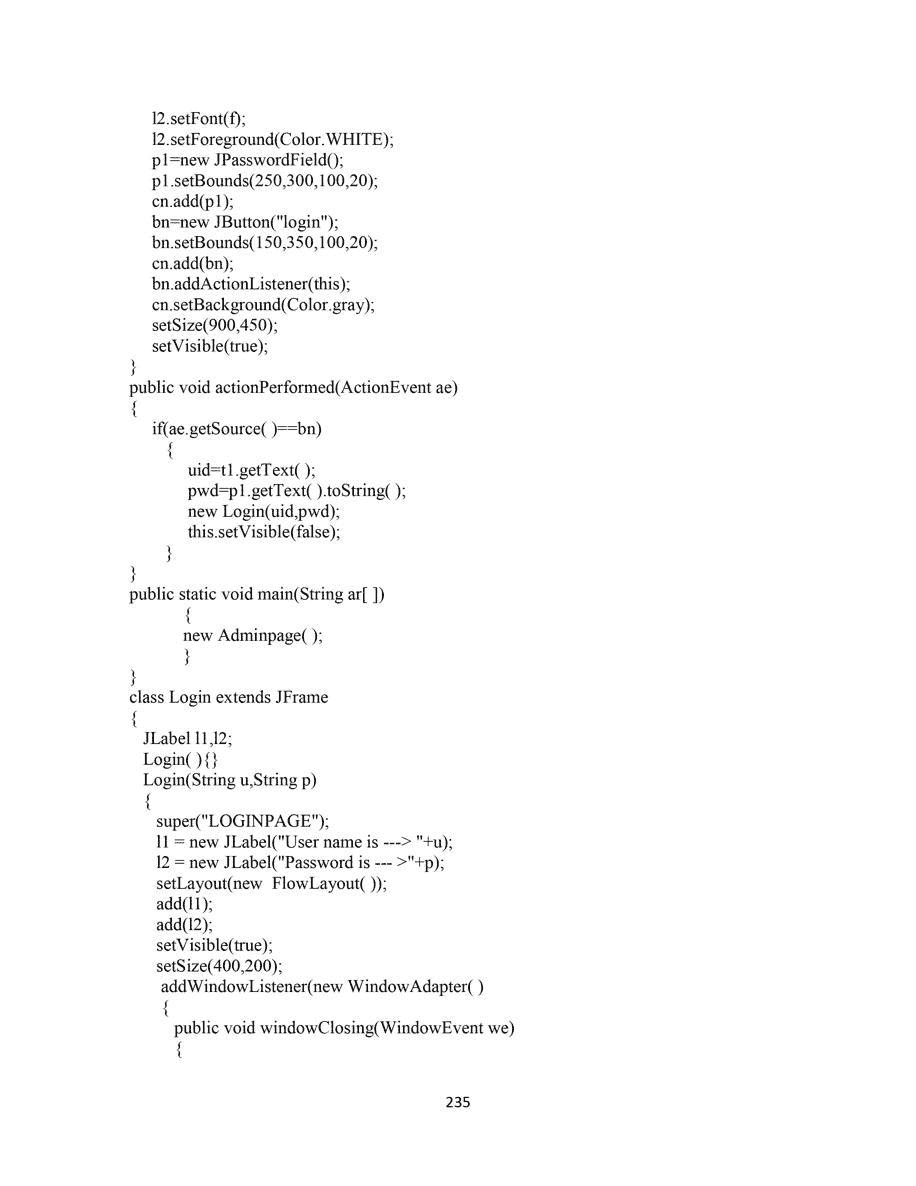 l2.setFont(f);
l2.setForeground(Color.WHITE);
p1=new JPasswordField();
p1.setBounds(250,300,100,20);
cn.add(p1);
bn=new JButton("login");
bn.setBounds(150,350,100,20);
cn.add(bn);
bn.addActionListener(this);
cn.setBackground(Color.gray);
setSize(900,450);
setVisible(true);
}
public void actionPerformed(ActionEvent ae)
{
if(ae.getSource( )==bn)
{
uid=t1.getText( );
pwd=p1.getText( ).toString( );
new Login(uid,pwd);
this.setVisible(false);
}
}
public static void main(String ar[ ])
{
new Adminpage( );
}
}
class Login extends JFrame
{
JLabel l1,l2;
Login( ){}
Login(String u,String p)
{
super("LOGINPAGE");
l1 = new JLabel("User name is ---> "+u);
l2 = new JLabel("Password is --- >"+p);
setLayout(new  FlowLayout( ));
add(l1);
add(l2);
setVisible(true);
setSize(400,200);
addWindowListener(new WindowAdapter( )
{
public void windowClosing(WindowEvent we)
{
235